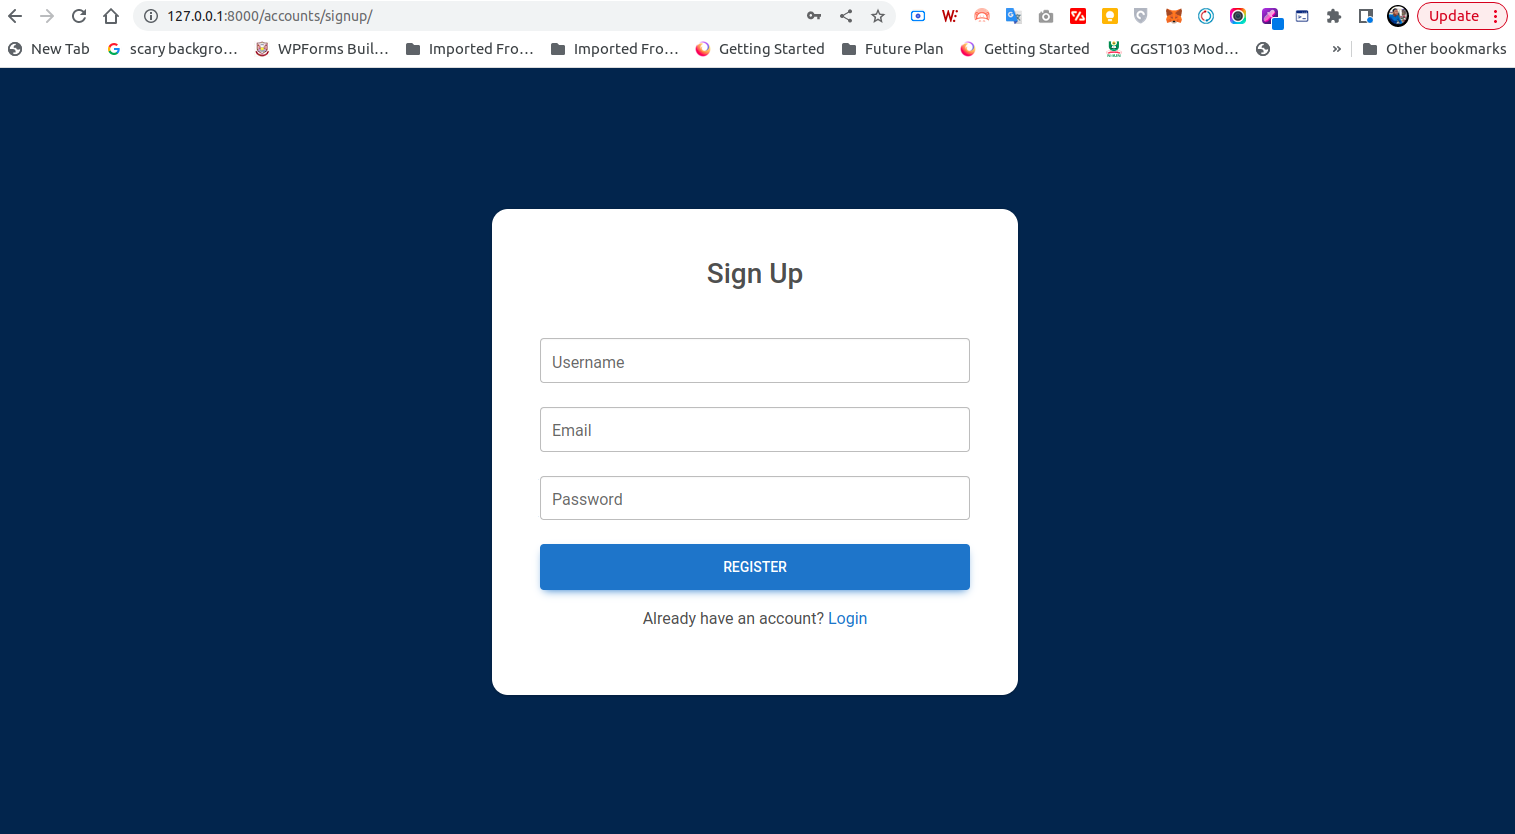 127.0.0.1:8000/accounts/signup/
Update
New Tab
scary backgro…
WPForms Buil…
Imported Fro…
Imported Fro…
Getting Started
Future Plan
Getting Started
GGST103 Mod…
»
Other bookmarks
Sign Up
Username
Email
Password
REGISTER
Already have an account? Login